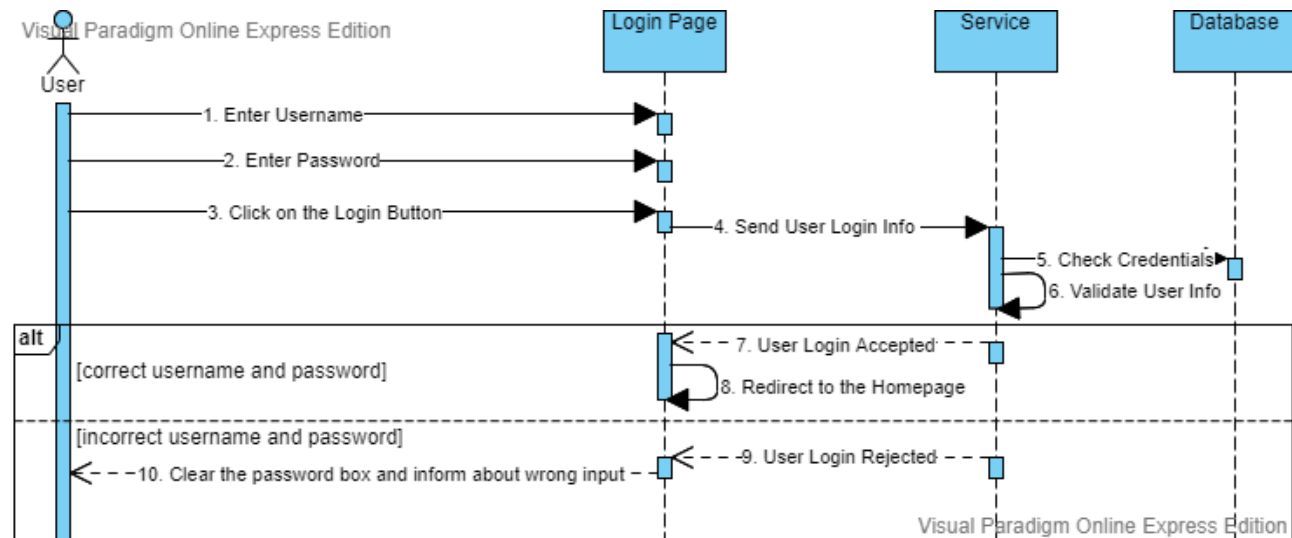 Visual Paradigm Online Express Edition
User
Login Page
Service
Database
1. Enter Username
2. Enter Password
3. Click on the Login Button
4. Send User Login Info
5. Check Credentials
6. Validate User Info
alt
7. User Login Accepted
[correct username and password]
8. Redirect to the Homepage
[incorrect username and password]
9. User Login Rejected
10. Clear the password box and inform about wrong input
Visual Paradigm Online Express Edition